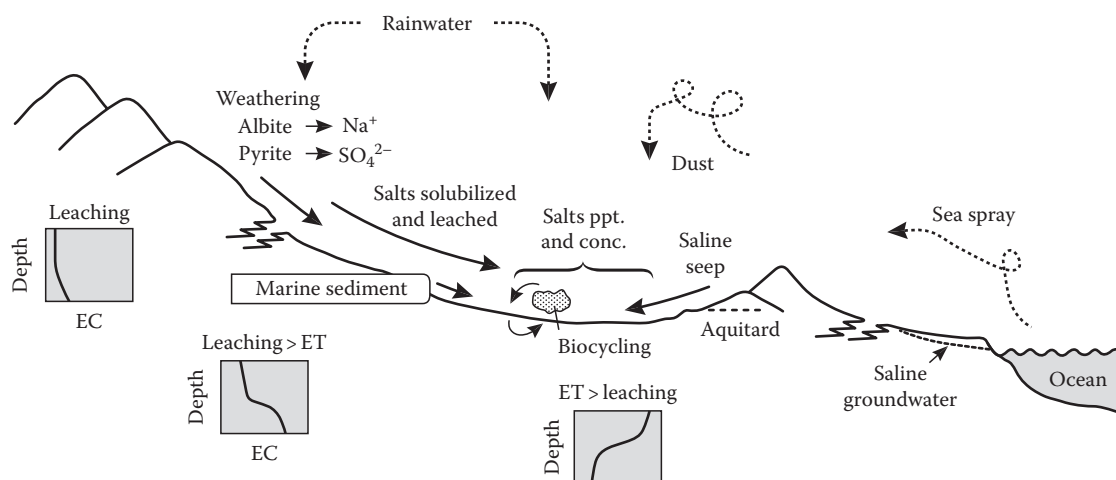 Rainwater
Weathering
Albite → Na⁺
Pyrite → SO₄²⁻
Dust
Salts solubilized
and leached
Salts ppt.
and conc.
Saline
seep
Sea spray
Leaching
Depth
EC
Marine sediment
Aquitard
Biocycling
Saline
groundwater
Ocean
Leaching > ET
Depth
EC
ET > leaching
Depth